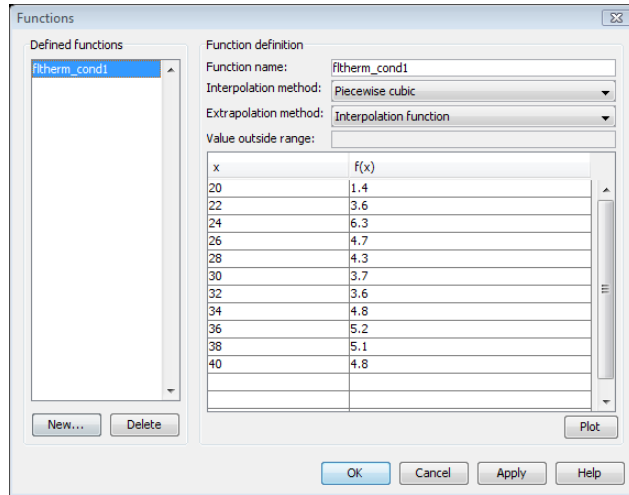 Functions
Defined functions
fltherm_cond1
New...
Delete
Function definition
Function name: fltherm_cond1
Interpolation method: Piecewise cubic
Extrapolation method: Interpolation function
Value outside range:
x f(x)
20 1.4
22 3.6
24 6.3
26 4.7
28 4.3
30 3.7
32 3.6
34 4.8
36 5.2
38 5.1
40 4.8
Plot
OK Cancel Apply Help